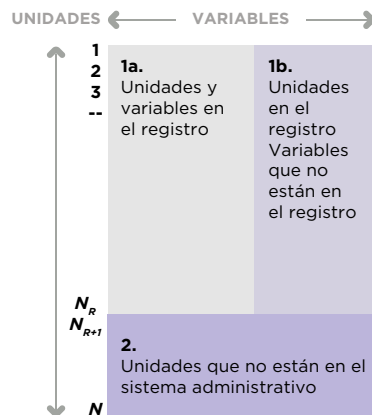 UNIDADES VARIABLES
1
2
3
--
1a.
Unidades y
variables en
el registro
1b.
Unidades
en el
registro
Variables
que no
están en
el registro
N_R
N_{R+1}
2.
Unidades que no están en el
sistema administrativo
N